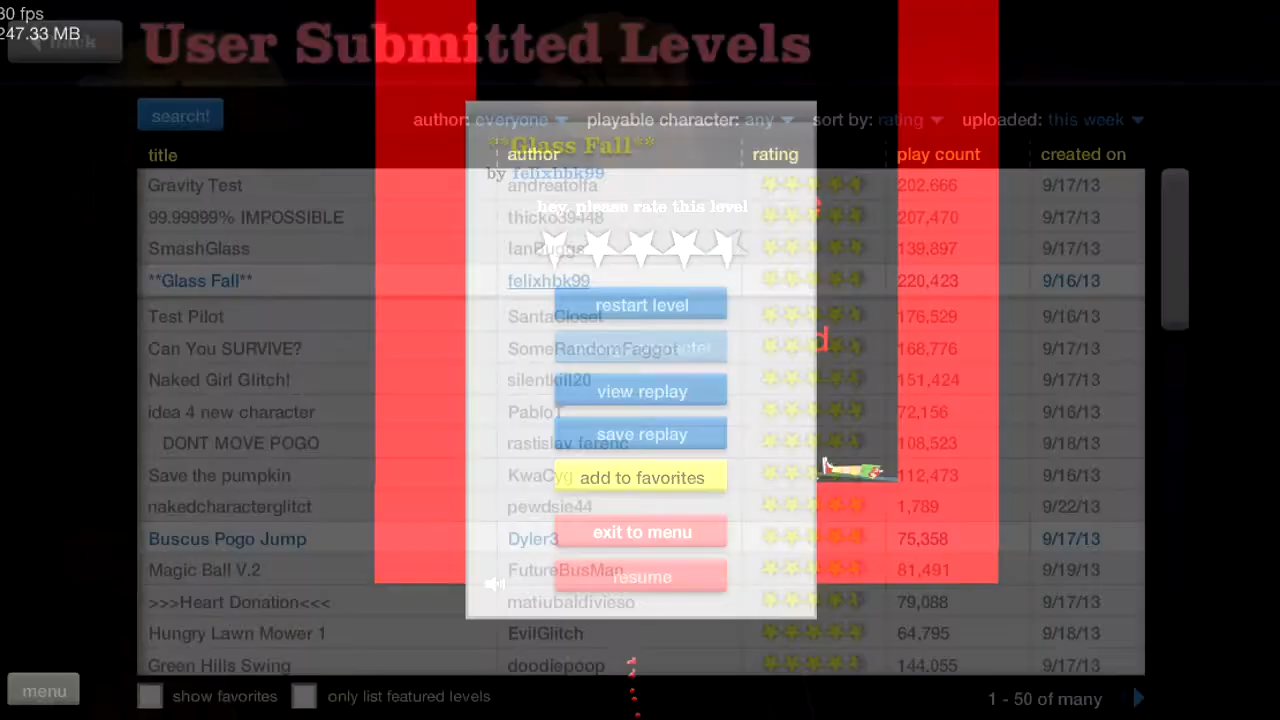 30 fps
247.33 MB
back
User Submitted Levels
search!
author: everyone playable character: any sort by: rating uploaded: this week
title author rating play count created on
**Glass Fall**
by felixhbk99
hey, please rate this level
Gravity Test andreatolfa 202,666 9/17/13
99.99999% IMPOSSIBLE thicko39448 207,470 9/17/13
SmashGlass IanBuggs 139,897 9/17/13
**Glass Fall** felixhbk99 220,423 9/16/13
restart level
Test Pilot SantaCloset 176,529 9/16/13
Can You SURVIVE? SomeRandomFaggot 168,776 9/17/13
d
Naked Girl Glitch! silentkill20 151,424 9/17/13
view replay
idea 4 new character PabloT 72,156 9/16/13
save replay
DONT MOVE POGO rastislav ferenc 108,523 9/18/13
Save the pumpkin 112,473 9/16/13
add to favorites
nakedcharacterglitct pewdsie44 1,789 9/22/13
exit to menu
Buscus Pogo Jump 75,358 9/17/13
Magic Ball V.2 FutureBusMan 81,491 9/19/13
resume
>>>Heart Donation<<< matiubaldivieso 79,088 9/17/13
Hungry Lawn Mower 1 EvilGlitch 64,795 9/18/13
Green Hills Swing doodiepoop 144,055 9/17/13
menu
show favorites only list featured levels 1 - 50 of many